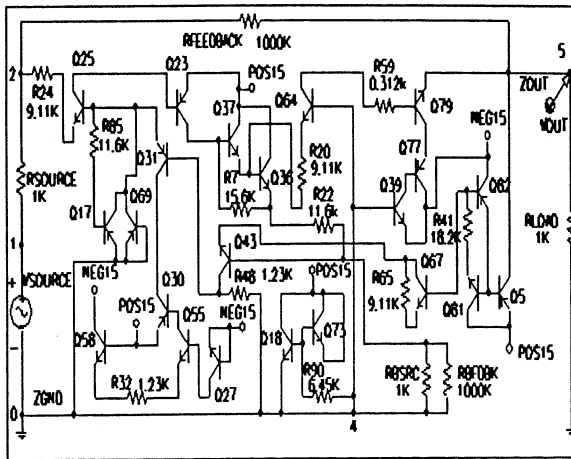 RFEEDBACK 1000K
5
Q25
Q23
R59
0.312K
ZOUT
2
R24
9.11K
POS15
Q64
Q79
VOUT
Q37
NEG15
R85
11.6K
Q31
R7
15.6K
Q36
R20
9.11K
Q77
Q82
RSOURCE
1K
R22
11.6K
Q39
R41
18.2K
Q17
Q69
RLOAD
1K
1
Q43
Q67
+
VSOURCE
NEG15
Q30
R46 1.23K
POS15
R65
9.11K
Q81
Q5
POS15
Q55
NEG15
-
Q58
Q18
Q73
POS15
R32 1.23K
Q27
R90
6.45K
RBSRC
1K
RBFDBK
1000K
ZGND
0
4